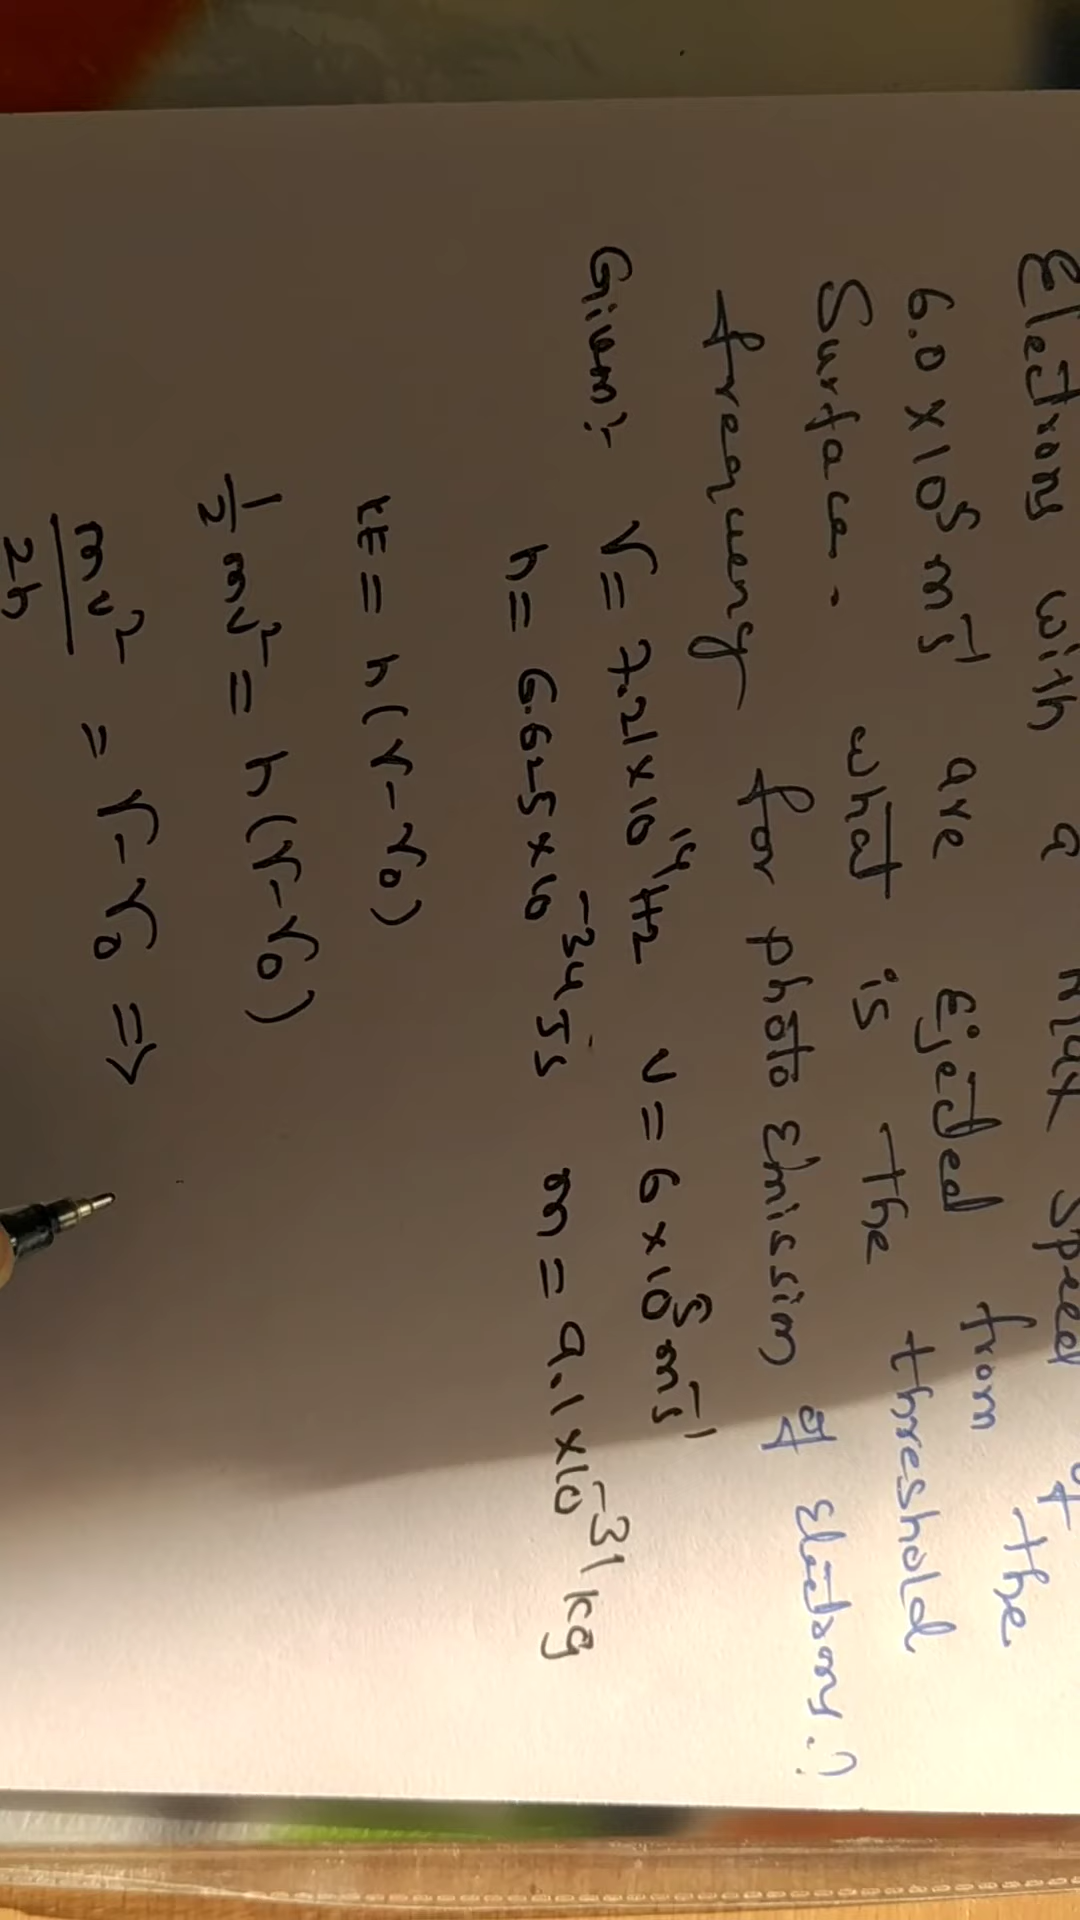 Electrons with a max speed of
6.0 × 10⁵ ms⁻¹ are Ejected from the
Surface. what is the threshold
frequency for photo Emission of Electrons?
Given:- ν = 7.21 × 10¹⁴ Hz v = 6 × 10⁵ ms⁻¹
h = 6.625 × 10⁻³⁴ Js m = 9.1 × 10⁻³¹ kg
KE = h(ν - ν₀)
1/2 mv² = h(ν - ν₀)
mv²/2h = ν - ν₀ ⇒